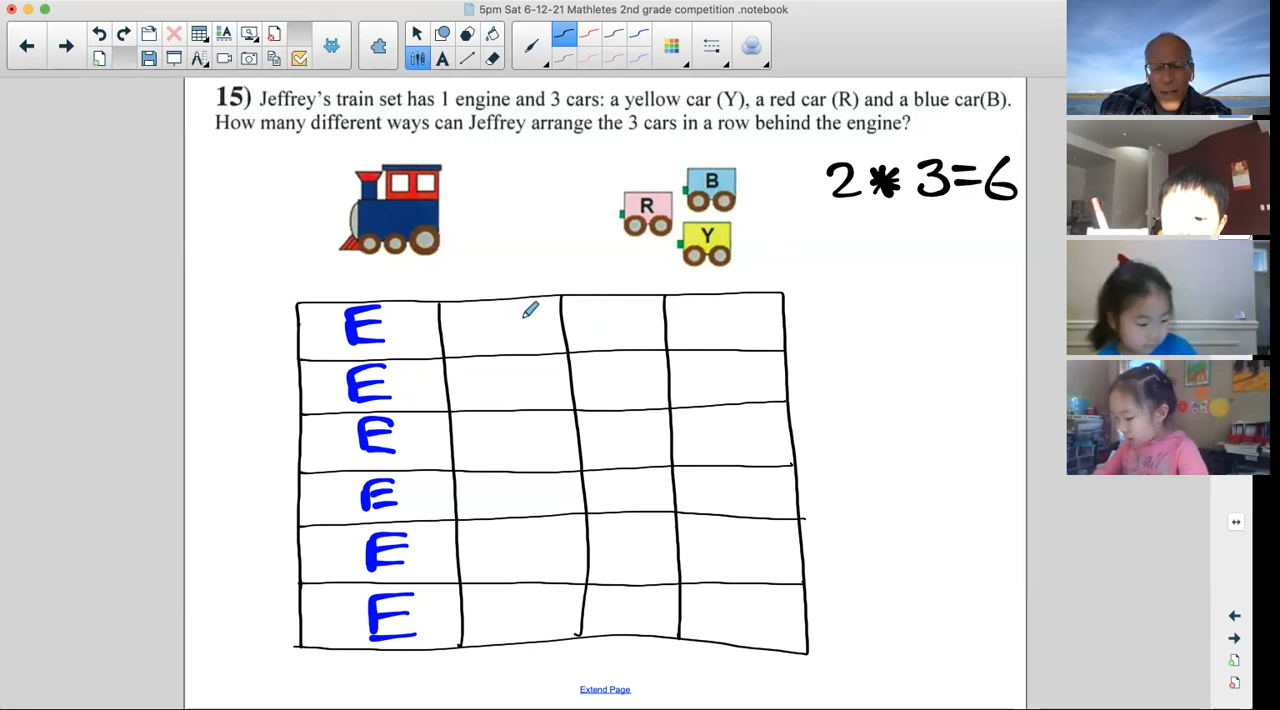 5pm Sat 6-12-21 Mathletes 2nd grade competition .notebook
15) Jeffrey's train set has 1 engine and 3 cars: a yellow car (Y), a red car (R) and a blue car(B).
How many different ways can Jeffrey arrange the 3 cars in a row behind the engine?
2 * 3=6
B
R
Y
E
E
E
E
E
E
Extend Page